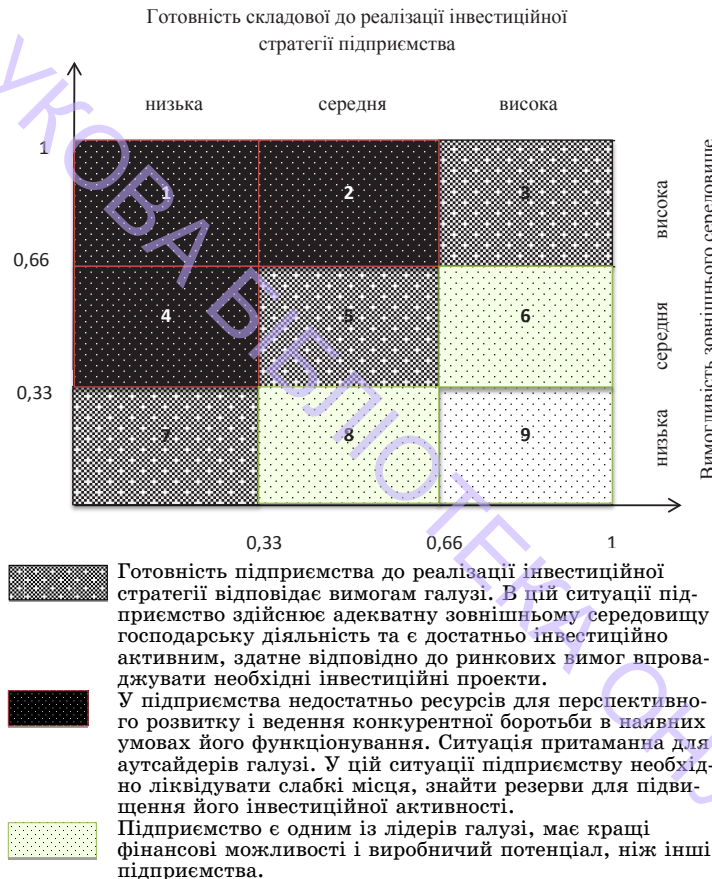 Готовність складової до реалізації інвестиційної
стратегії підприємства
низька середня висока
1
1 2 3
висока
Вимогливість зовнішнього середовище
0,66
4 5 6
середня
0,33
7 8 9
низька
0,33 0,66 1
Готовність підприємства до реалізації інвестиційної
стратегії відповідає вимогам галузі. В цій ситуації під-
приємство здійснює адекватну зовнішньому середовищу
господарську діяльність та є достатньо інвестиційно
активним, здатне відповідно до ринкових вимог впрова-
джувати необхідні інвестиційні проекти.
У підприємства недостатньо ресурсів для перспективно-
го розвитку і ведення конкурентної боротьби в наявних
умовах його функціонування. Ситуація притаманна для
аутсайдерів галузі. У цій ситуації підприємству необхід-
но ліквідувати слабкі місця, знайти резерви для підви-
щення його інвестиційної активності.
Підприємство є одним із лідерів галузі, має кращі
фінансові можливості і виробничий потенціал, ніж інші
підприємства.
УКОВА БІБЛІОТЕКА ОНУ